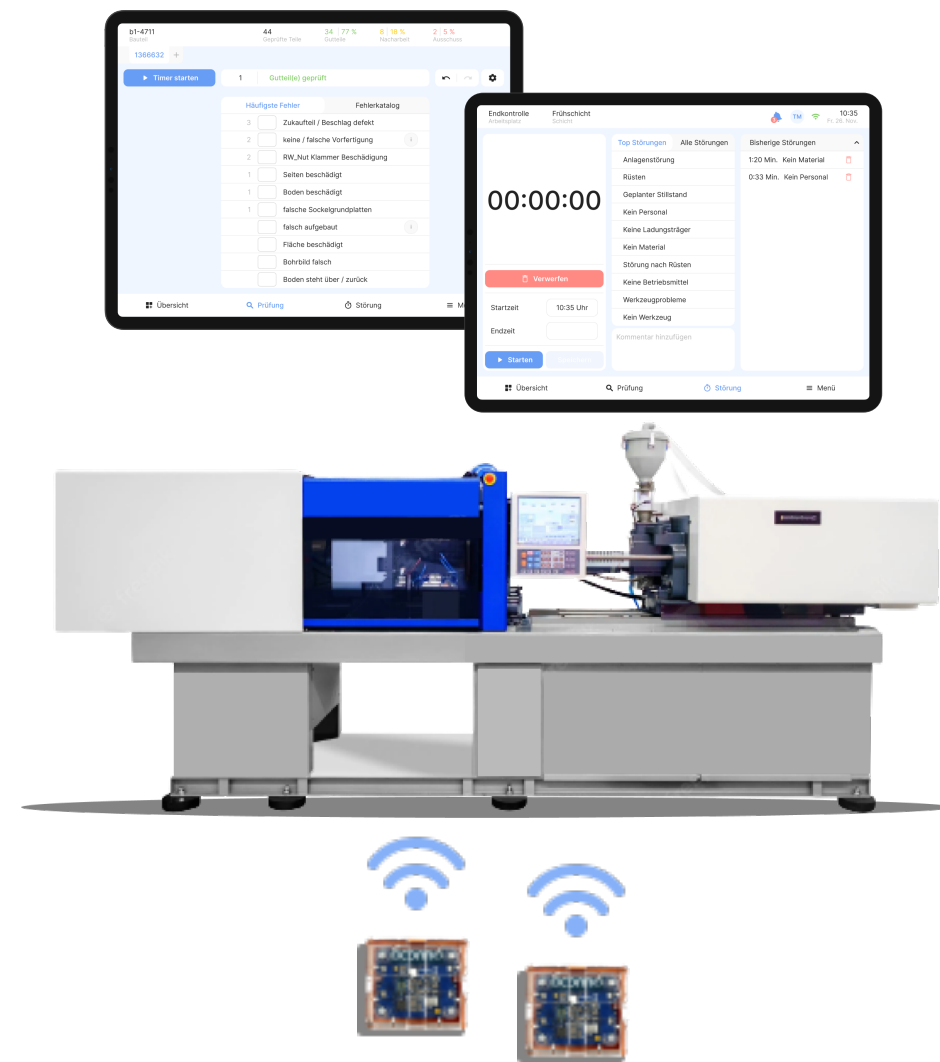 b1-4711 44 34 | 77 % 8 | 18 % 2 | 5 %
Bauteil Geprüfte Teile Gutteile Nacharbeit Ausschuss
1366632 +
Timer starten 1 Gutteil(e) geprüft
Häufigste Fehler Fehlerkatalog
3 Zukaufteil / Beschlag defekt
2 keine / falsche Vorfertigung
2 RW_Nut Klammer Beschädigung
1 Seiten beschädigt
1 Boden beschädigt
1 falsche Sockelgrundplatten
falsch aufgebaut
Fläche beschädigt
Bohrbild falsch
Boden steht über / zurück
Übersicht Prüfung Störung
Endkontrolle Frühschicht TM 10:35
Arbeitsplatz Schicht Fr. 26. Nov.
00:00:00
Verwerfen
Startzeit 10:35 Uhr
Endzeit
Starten
Top Störungen Alle Störungen
Anlagenstörung
Rüsten
Geplanter Stillstand
Kein Personal
Keine Ladungsträger
Kein Material
Störung nach Rüsten
Keine Betriebsmittel
Werkzeugprobleme
Kein Werkzeug
Kommentar hinzufügen
Bisherige Störungen
1:20 Min. Kein Material
0:33 Min. Kein Personal
Übersicht Prüfung Störung Menü